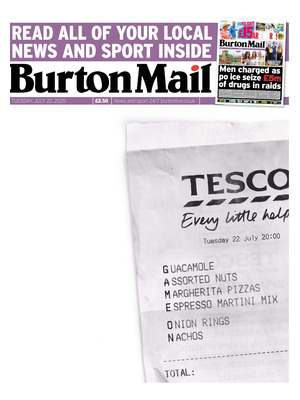 READ ALL OF YOUR LOCAL
NEWS AND SPORT INSIDE
Burton Mail
TUESDAY, JULY 22, 2025 £2.50 News and sport 24/7 burtonlive.co.uk
£15
Burton Mail
Men charged as
police seize £5m
of drugs in raids
TESCO
Every little help
Tuesday 22 July 20:00
GUACAMOLE
ASSORTED NUTS
MARGHERITA PIZZAS
ESPRESSO MARTINI MIX
ONION RINGS
NACHOS
TOTAL: